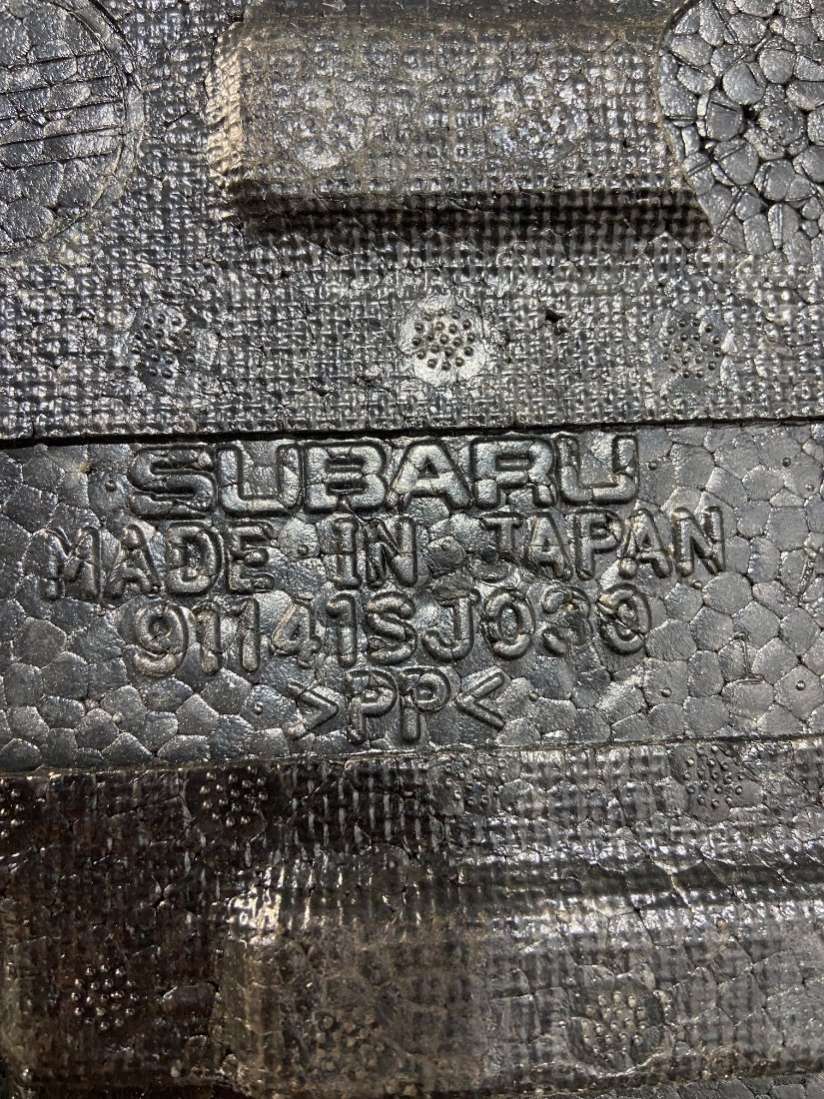 SUBARU
MADE IN JAPAN
91141SJ030
>PP<